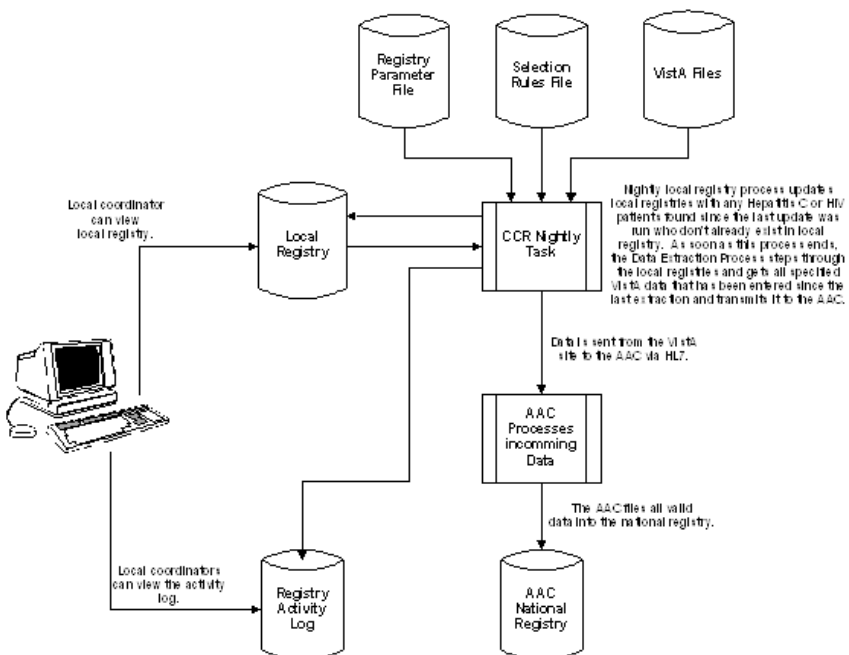 Registry
Parameter
File
Selection
Rules File
VistA Files
Local coordinator
can view
local registry.
Local
Registry
CCR Nightly
Task
Nightly local registry process updates
local registries with any Hepatitis C or HIV
patients found since the last update was
run who don't already exist in local
registry. As soon as this process sends,
the Data Extraction Process steps through
the local registries and gets all specified
VistA data that has been entered since the
last extraction and transmits it to the AAC.
Data is sent from the VistA
site to the AAC via HL7.
AAC
Processes
incomming
Data
The AAC files all valid
data into the national registry.
Local coordinators
can view the activity
log.
Registry
Activity
Log
AAC
National
Registry